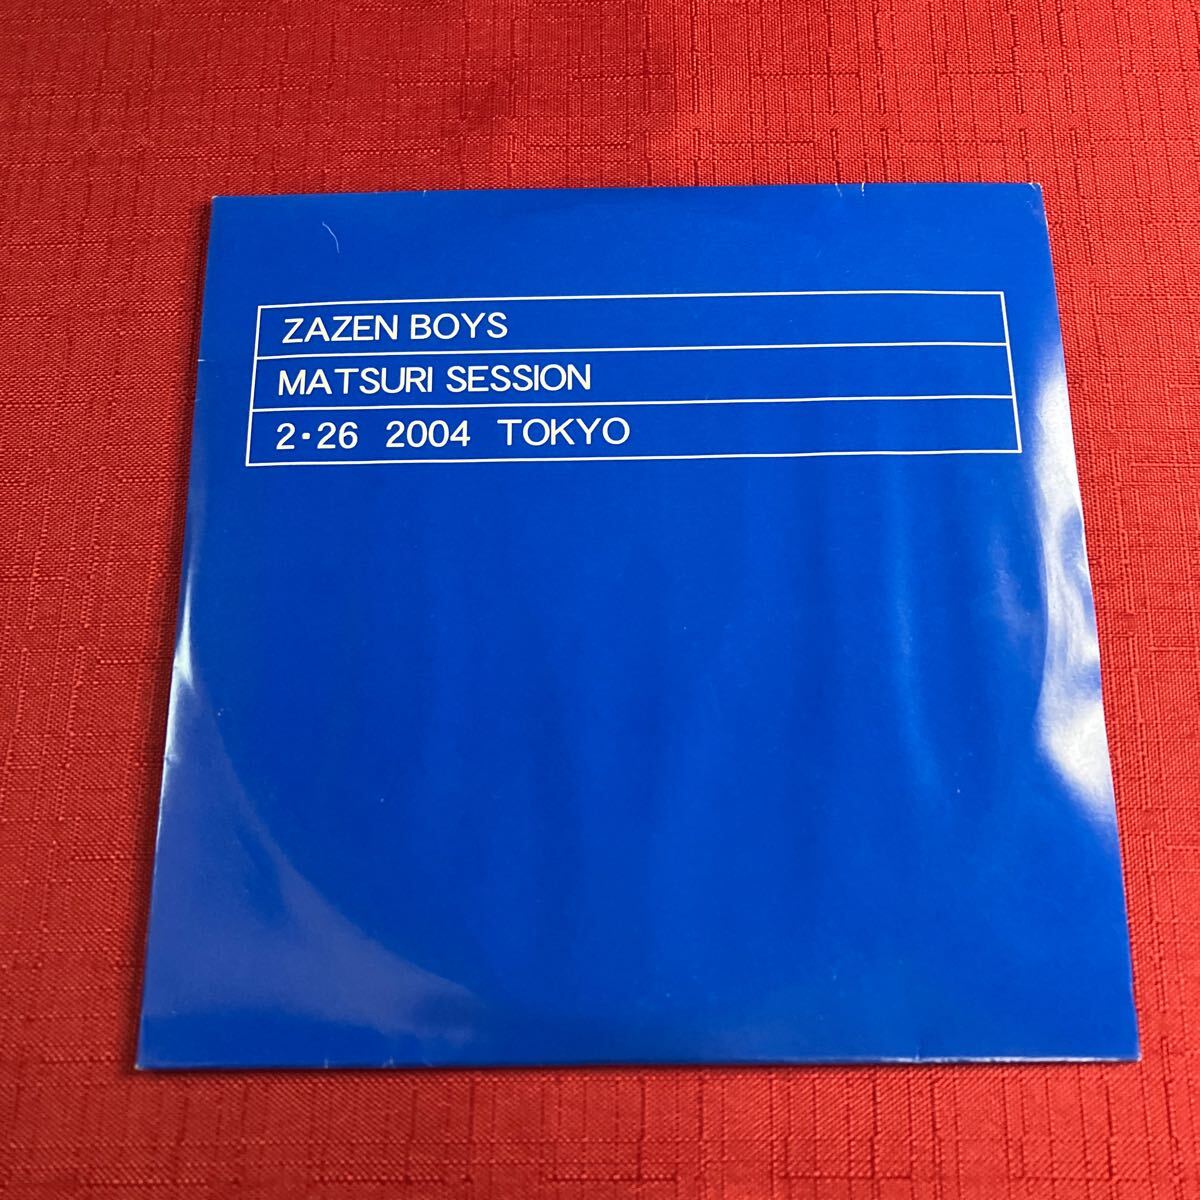 ZAZEN BOYS
MATSURI SESSION
2・26 2004 TOKYO